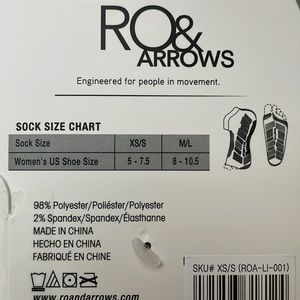 RO&
ARROWS
Engineered for people in movement.
SOCK SIZE CHART
Sock Size XS/S M/L
Women's US Shoe Size 5 - 7.5 8 - 10.5
98% Polyester/Poliéster/Polyester
2% Spandex/Spandex/Élasthanne
MADE IN CHINA
HECHO EN CHINA
FABRIQUÉ EN CHINE
www.roandarrows.com
SKU# XS/S (ROA-LI-001)